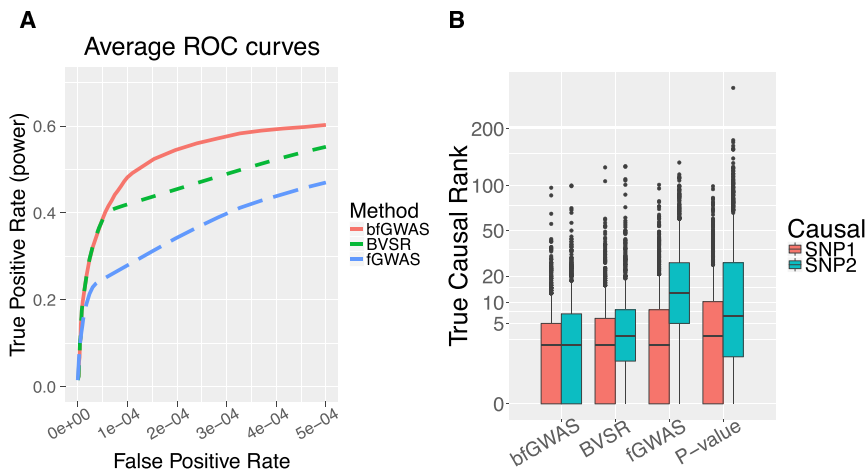 A
Average ROC curves
True Positive Rate (power)
0.6
0.4
0.2
0.0
0e+00
1e−04
2e−04
3e−04
4e−04
5e−04
False Positive Rate
Method
bfGWAS
BVSR
fGWAS
B
True Causal Rank
200
100
50
20
10
5
0
bfGWAS
BVSR
fGWAS
P−value
Causal
SNP1
SNP2